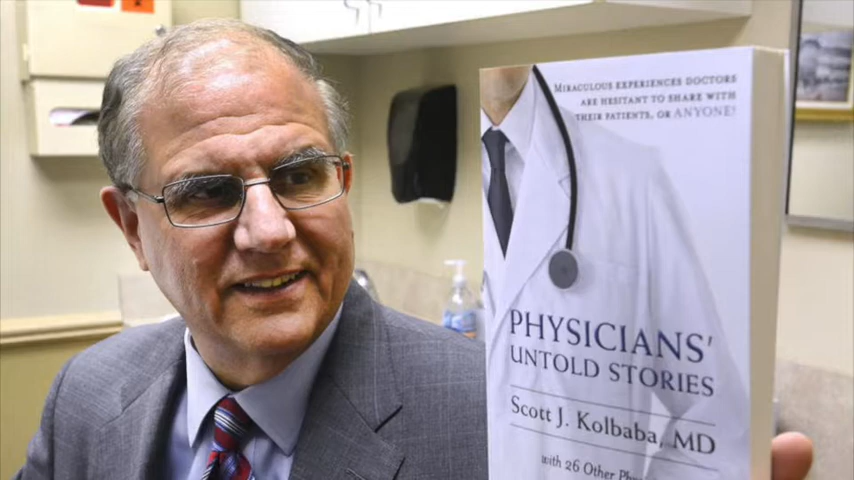 MIRACULOUS EXPERIENCES DOCTORS
ARE HESITANT TO SHARE WITH
THEIR PATIENTS, OR ANYONE!
PHYSICIANS'
UNTOLD STORIES
Scott J. Kolbaba, MD
with 26 Other